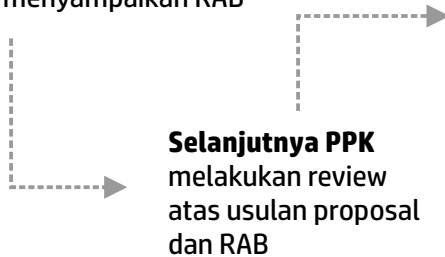 menyampaikan RAB
Selanjutnya PPK
melakukan review
atas usulan proposal
dan RAB